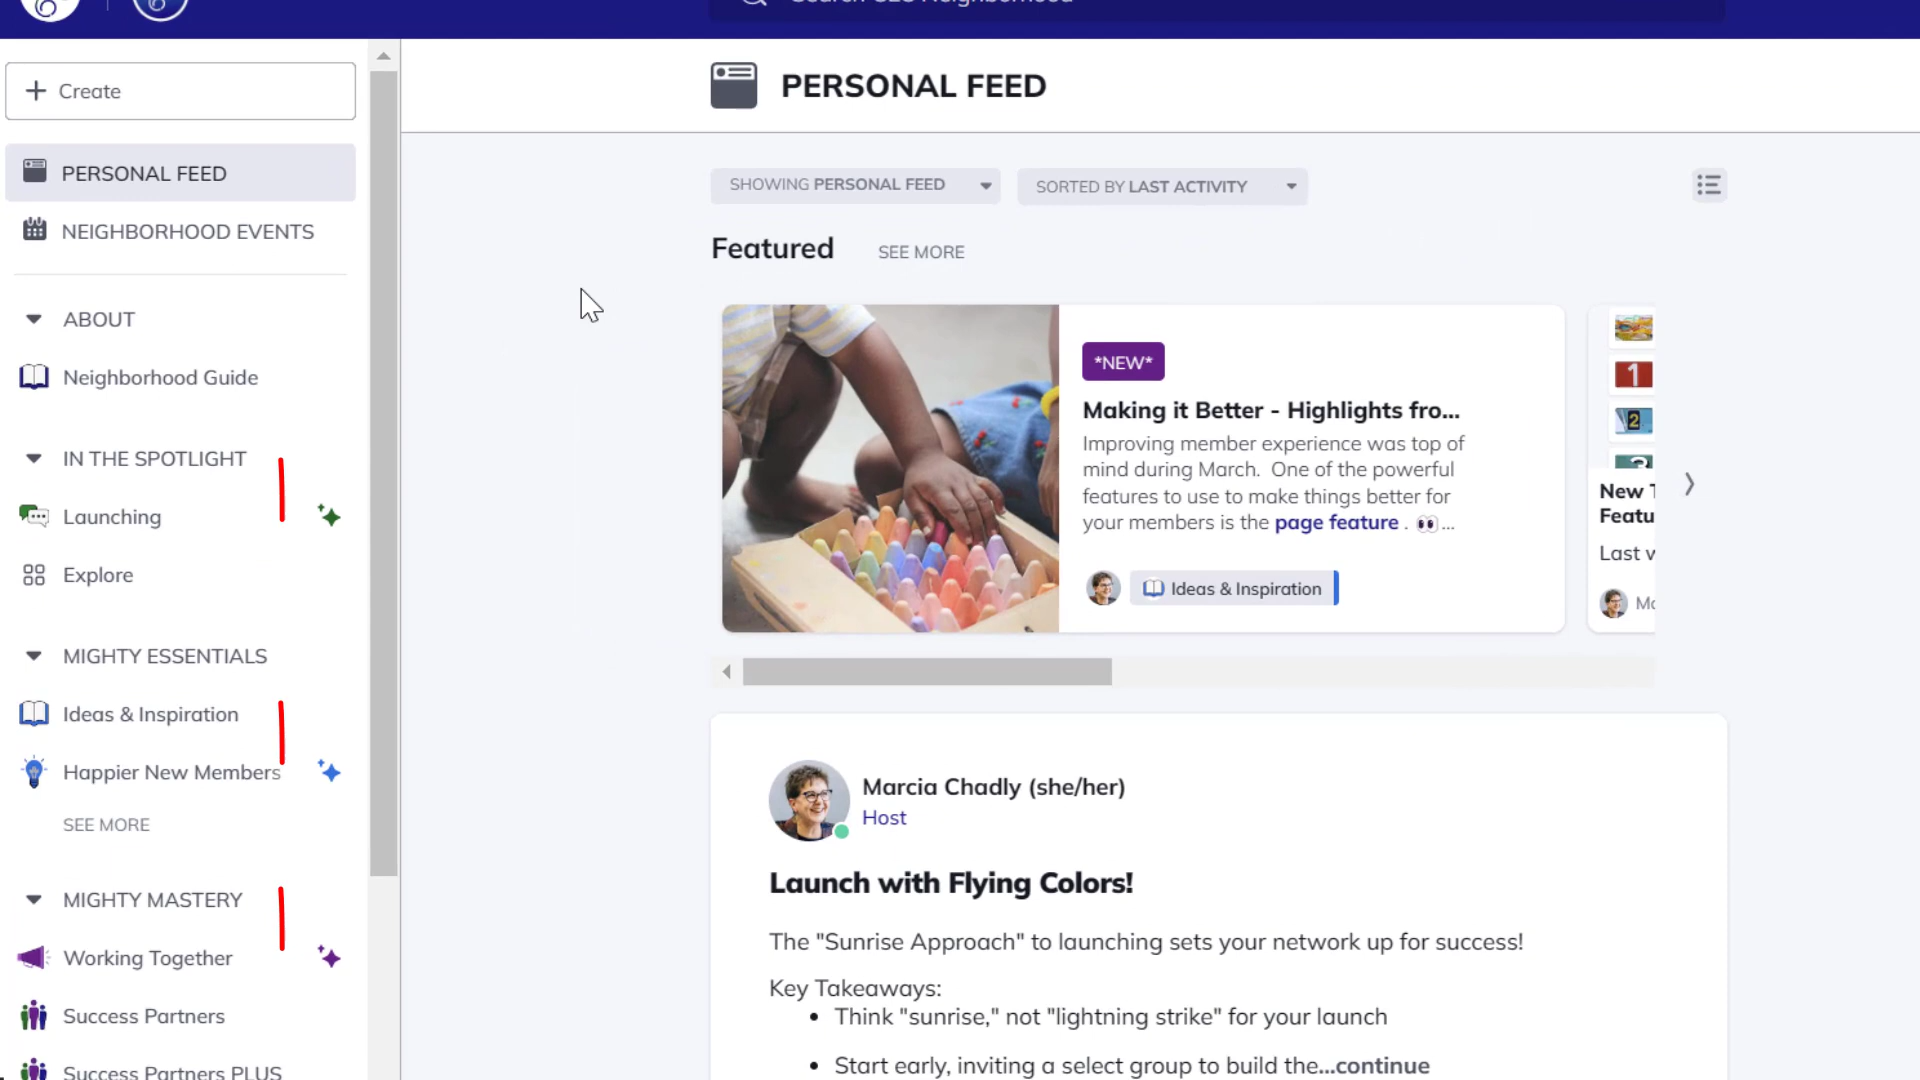 Create
PERSONAL FEED
NEIGHBORHOOD EVENTS
ABOUT
Neighborhood Guide
IN THE SPOTLIGHT
Launching
Explore
MIGHTY ESSENTIALS
Ideas & Inspiration
Happier New Members
SEE MORE
MIGHTY MASTERY
Working Together
Success Partners
Success Partners PLUS
PERSONAL FEED
SHOWING PERSONAL FEED
SORTED BY LAST ACTIVITY
Featured SEE MORE
*NEW*
Making it Better - Highlights fro...
Improving member experience was top of
mind during March. One of the powerful
features to use to make things better for
your members is the page feature . 👀...
Ideas & Inspiration
1
2
3
New
Featu
Last
Marcia Chadly (she/her)
Host
Launch with Flying Colors!
The "Sunrise Approach" to launching sets your network up for success!
Key Takeaways:
• Think "sunrise," not "lightning strike" for your launch
• Start early, inviting a select group to build the...continue